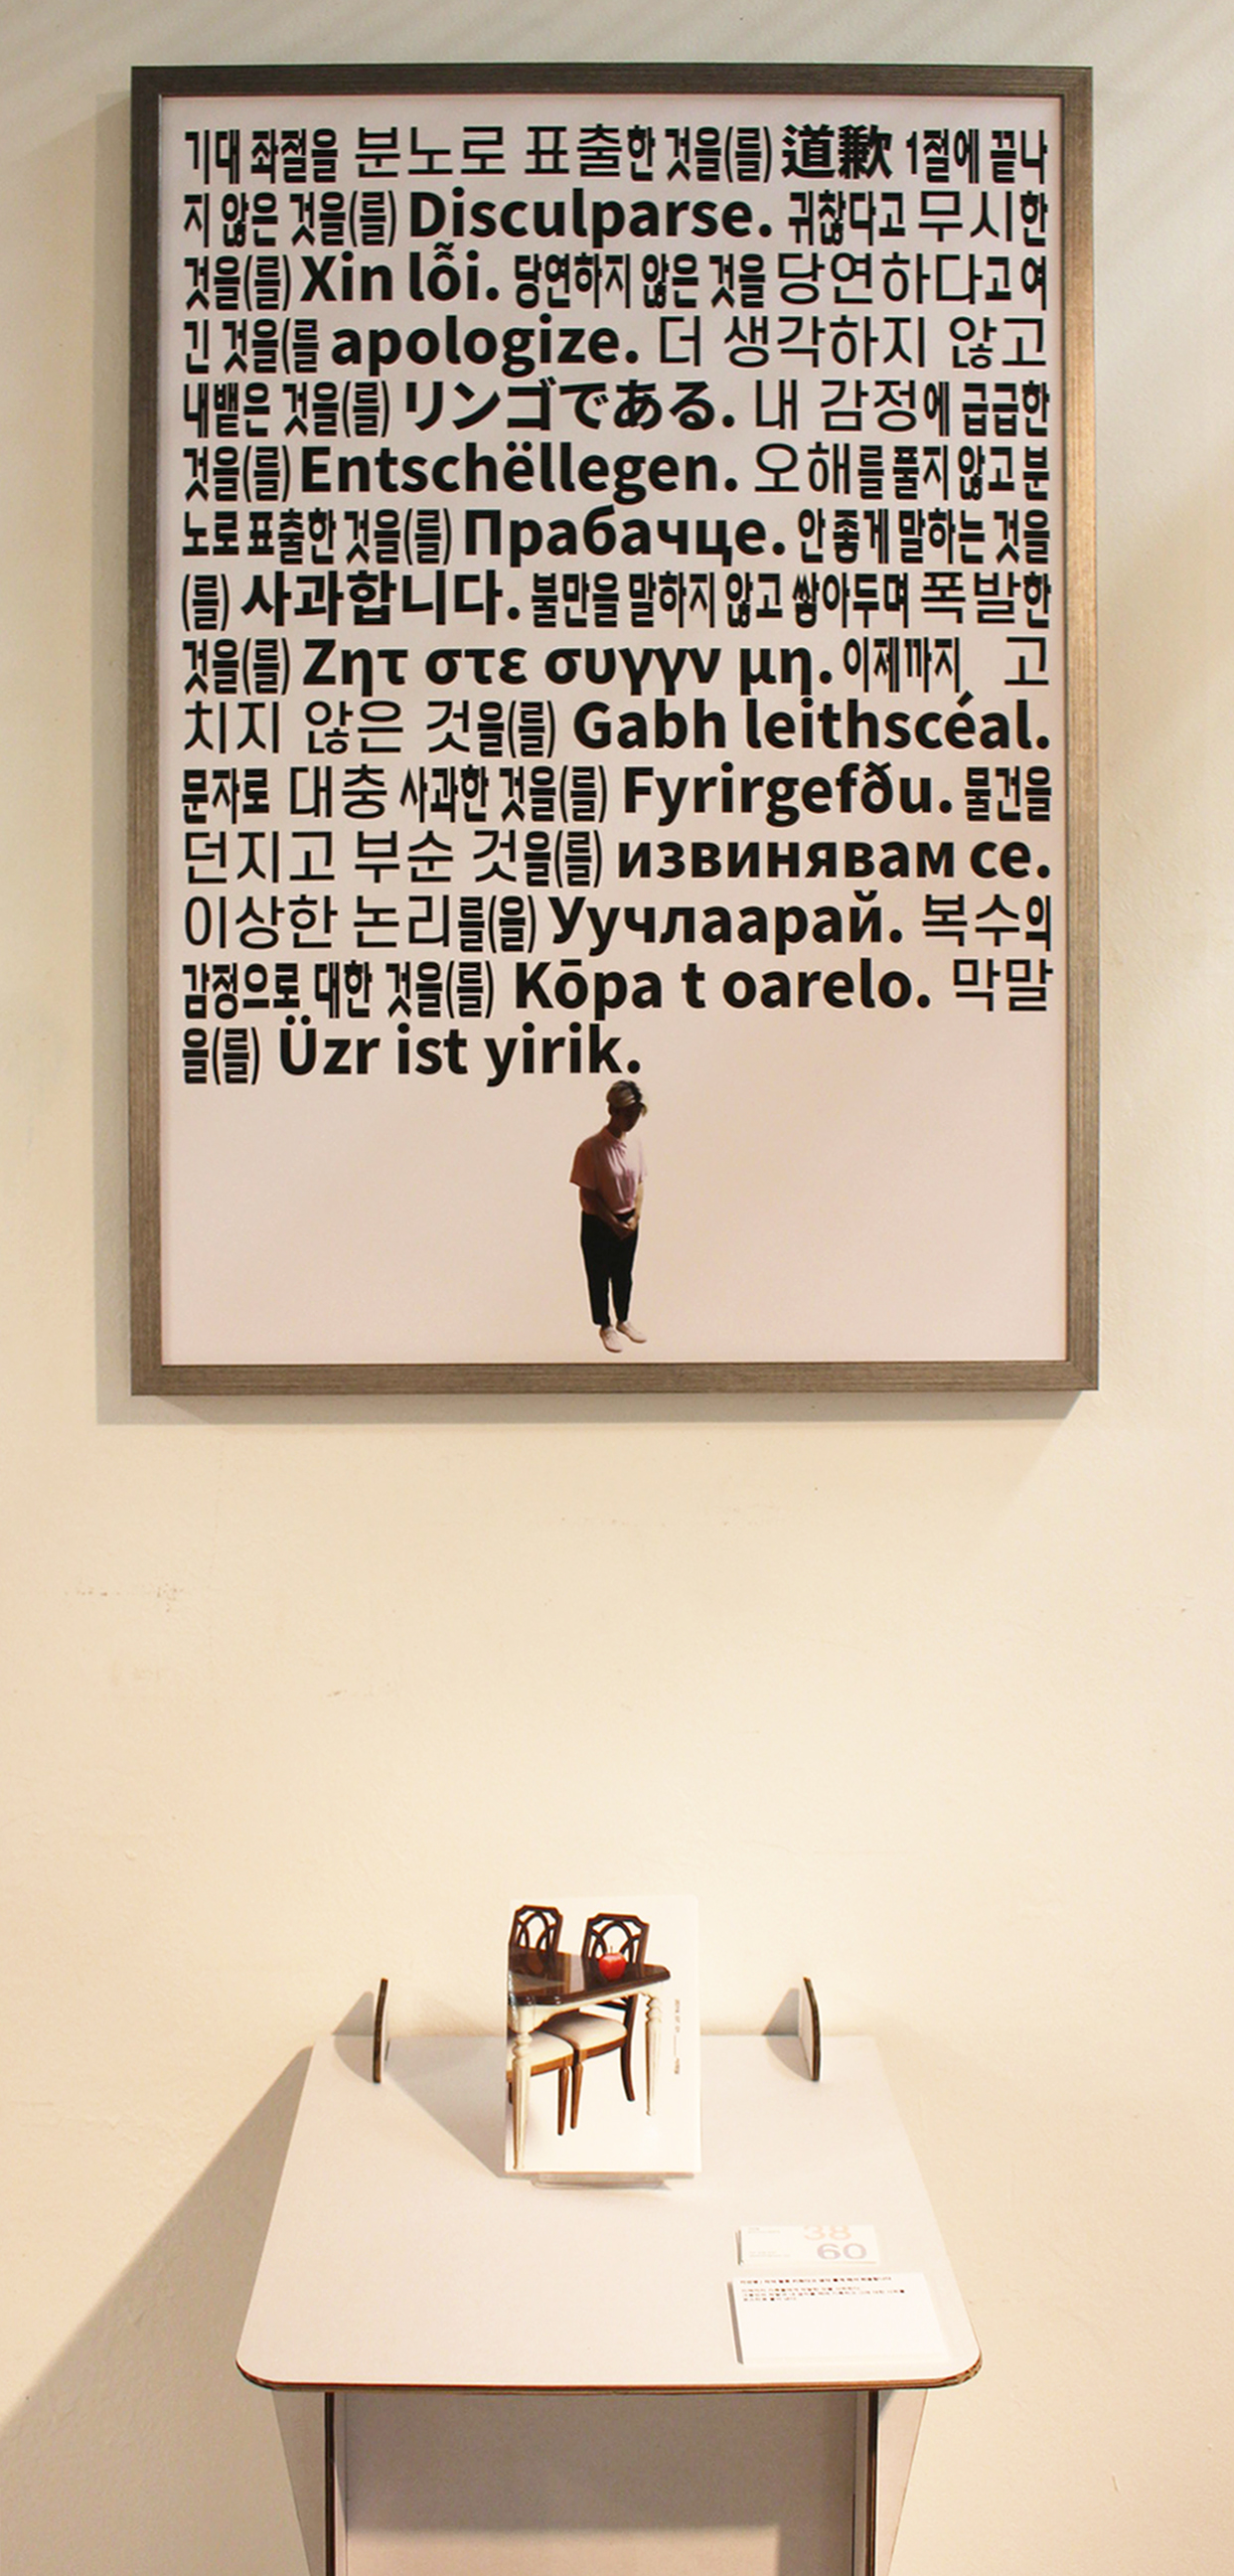 기대 좌절을 분노로 표출한 것을(를) 道歉 1절에 끝나
지 않은 것을(를) Disculparse. 귀찮다고 무시한
것을(를) Xin lỗi. 당연하지 않은 것을 당연하다고 여
긴 것을(를 apologize. 더 생각하지 않고
내뱉은 것을(를) リンゴである. 내 감정에 급급한
것을(를) Entschëllegen. 오해를 풀지 않고 분
노로 표출한 것을(를) Прабачце. 안 좋게 말하는 것을
(를) 사과합니다. 불만을 말하지 않고 쌓아두며 폭발한
것을(를) Ζητ στε συγγν μη. 이제까지 고
치지 않은 것을(를) Gabh leithscéal.
문자로 대충 사과한 것을(를) Fyrirgefðu. 물건을
던지고 부순 것을(를) извинявам се.
이상한 논리를(을) Уучлаарай. 복수의
감정으로 대한 것을(를) Kōpa t oarelo. 막말
을(를) Üzr ist yirik.
38
60